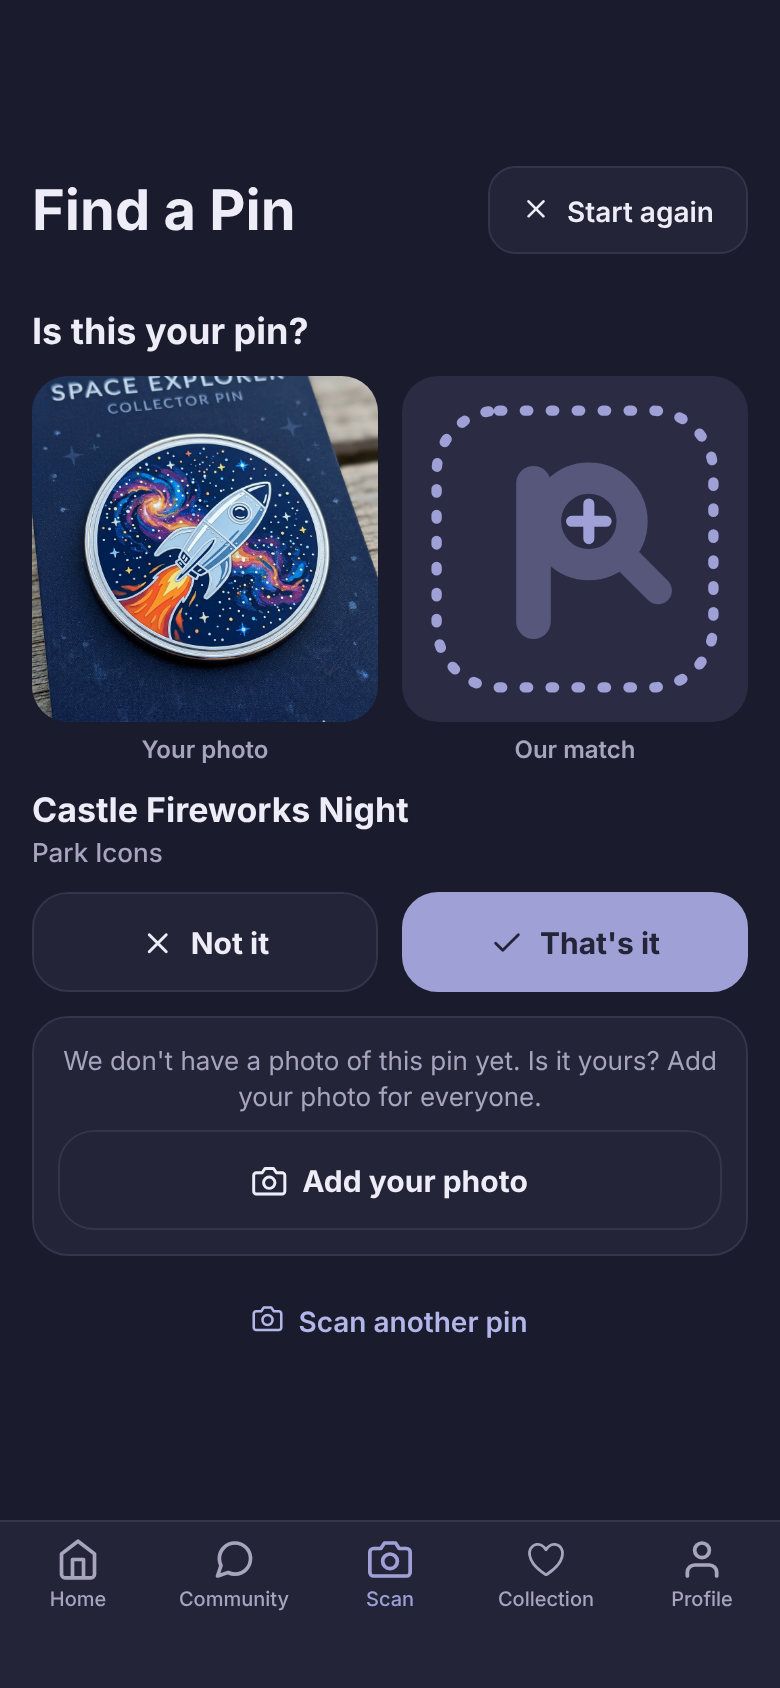 Find a Pin
Start again
Is this your pin?
SPACE EXPLORER
COLLECTOR PIN
Your photo
Our match
Castle Fireworks Night
Park Icons
Not it
That's it
We don't have a photo of this pin yet. Is it yours? Add
your photo for everyone.
Add your photo
Scan another pin
Home
Community
Scan
Collection
Profile